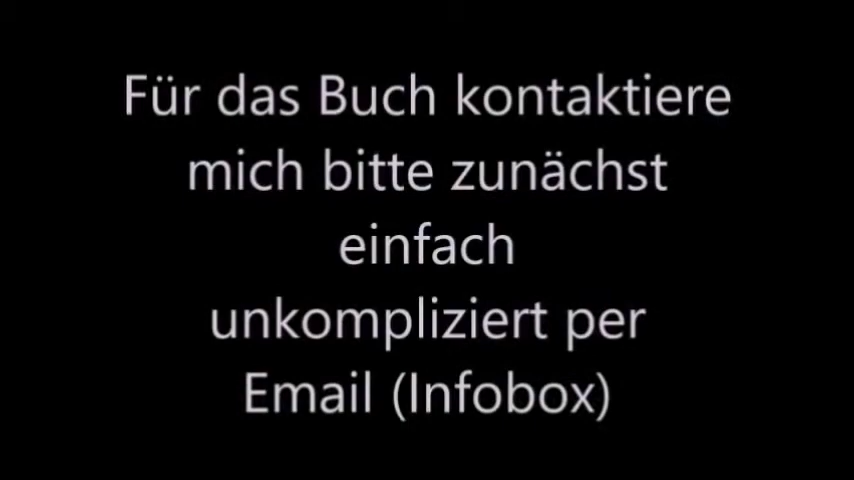 Für das Buch kontaktiere
mich bitte zunächst
einfach
unkompliziert per
Email (Infobox)